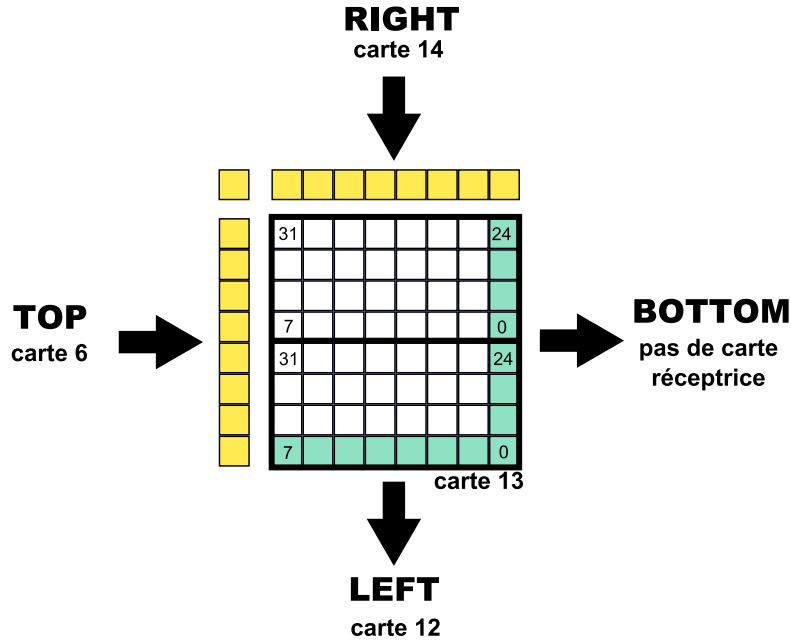 RIGHT
carte 14
31 24
7 0
31 24
7 0
TOP
carte 6
BOTTOM
pas de carte
réceptrice
carte 13
LEFT
carte 12